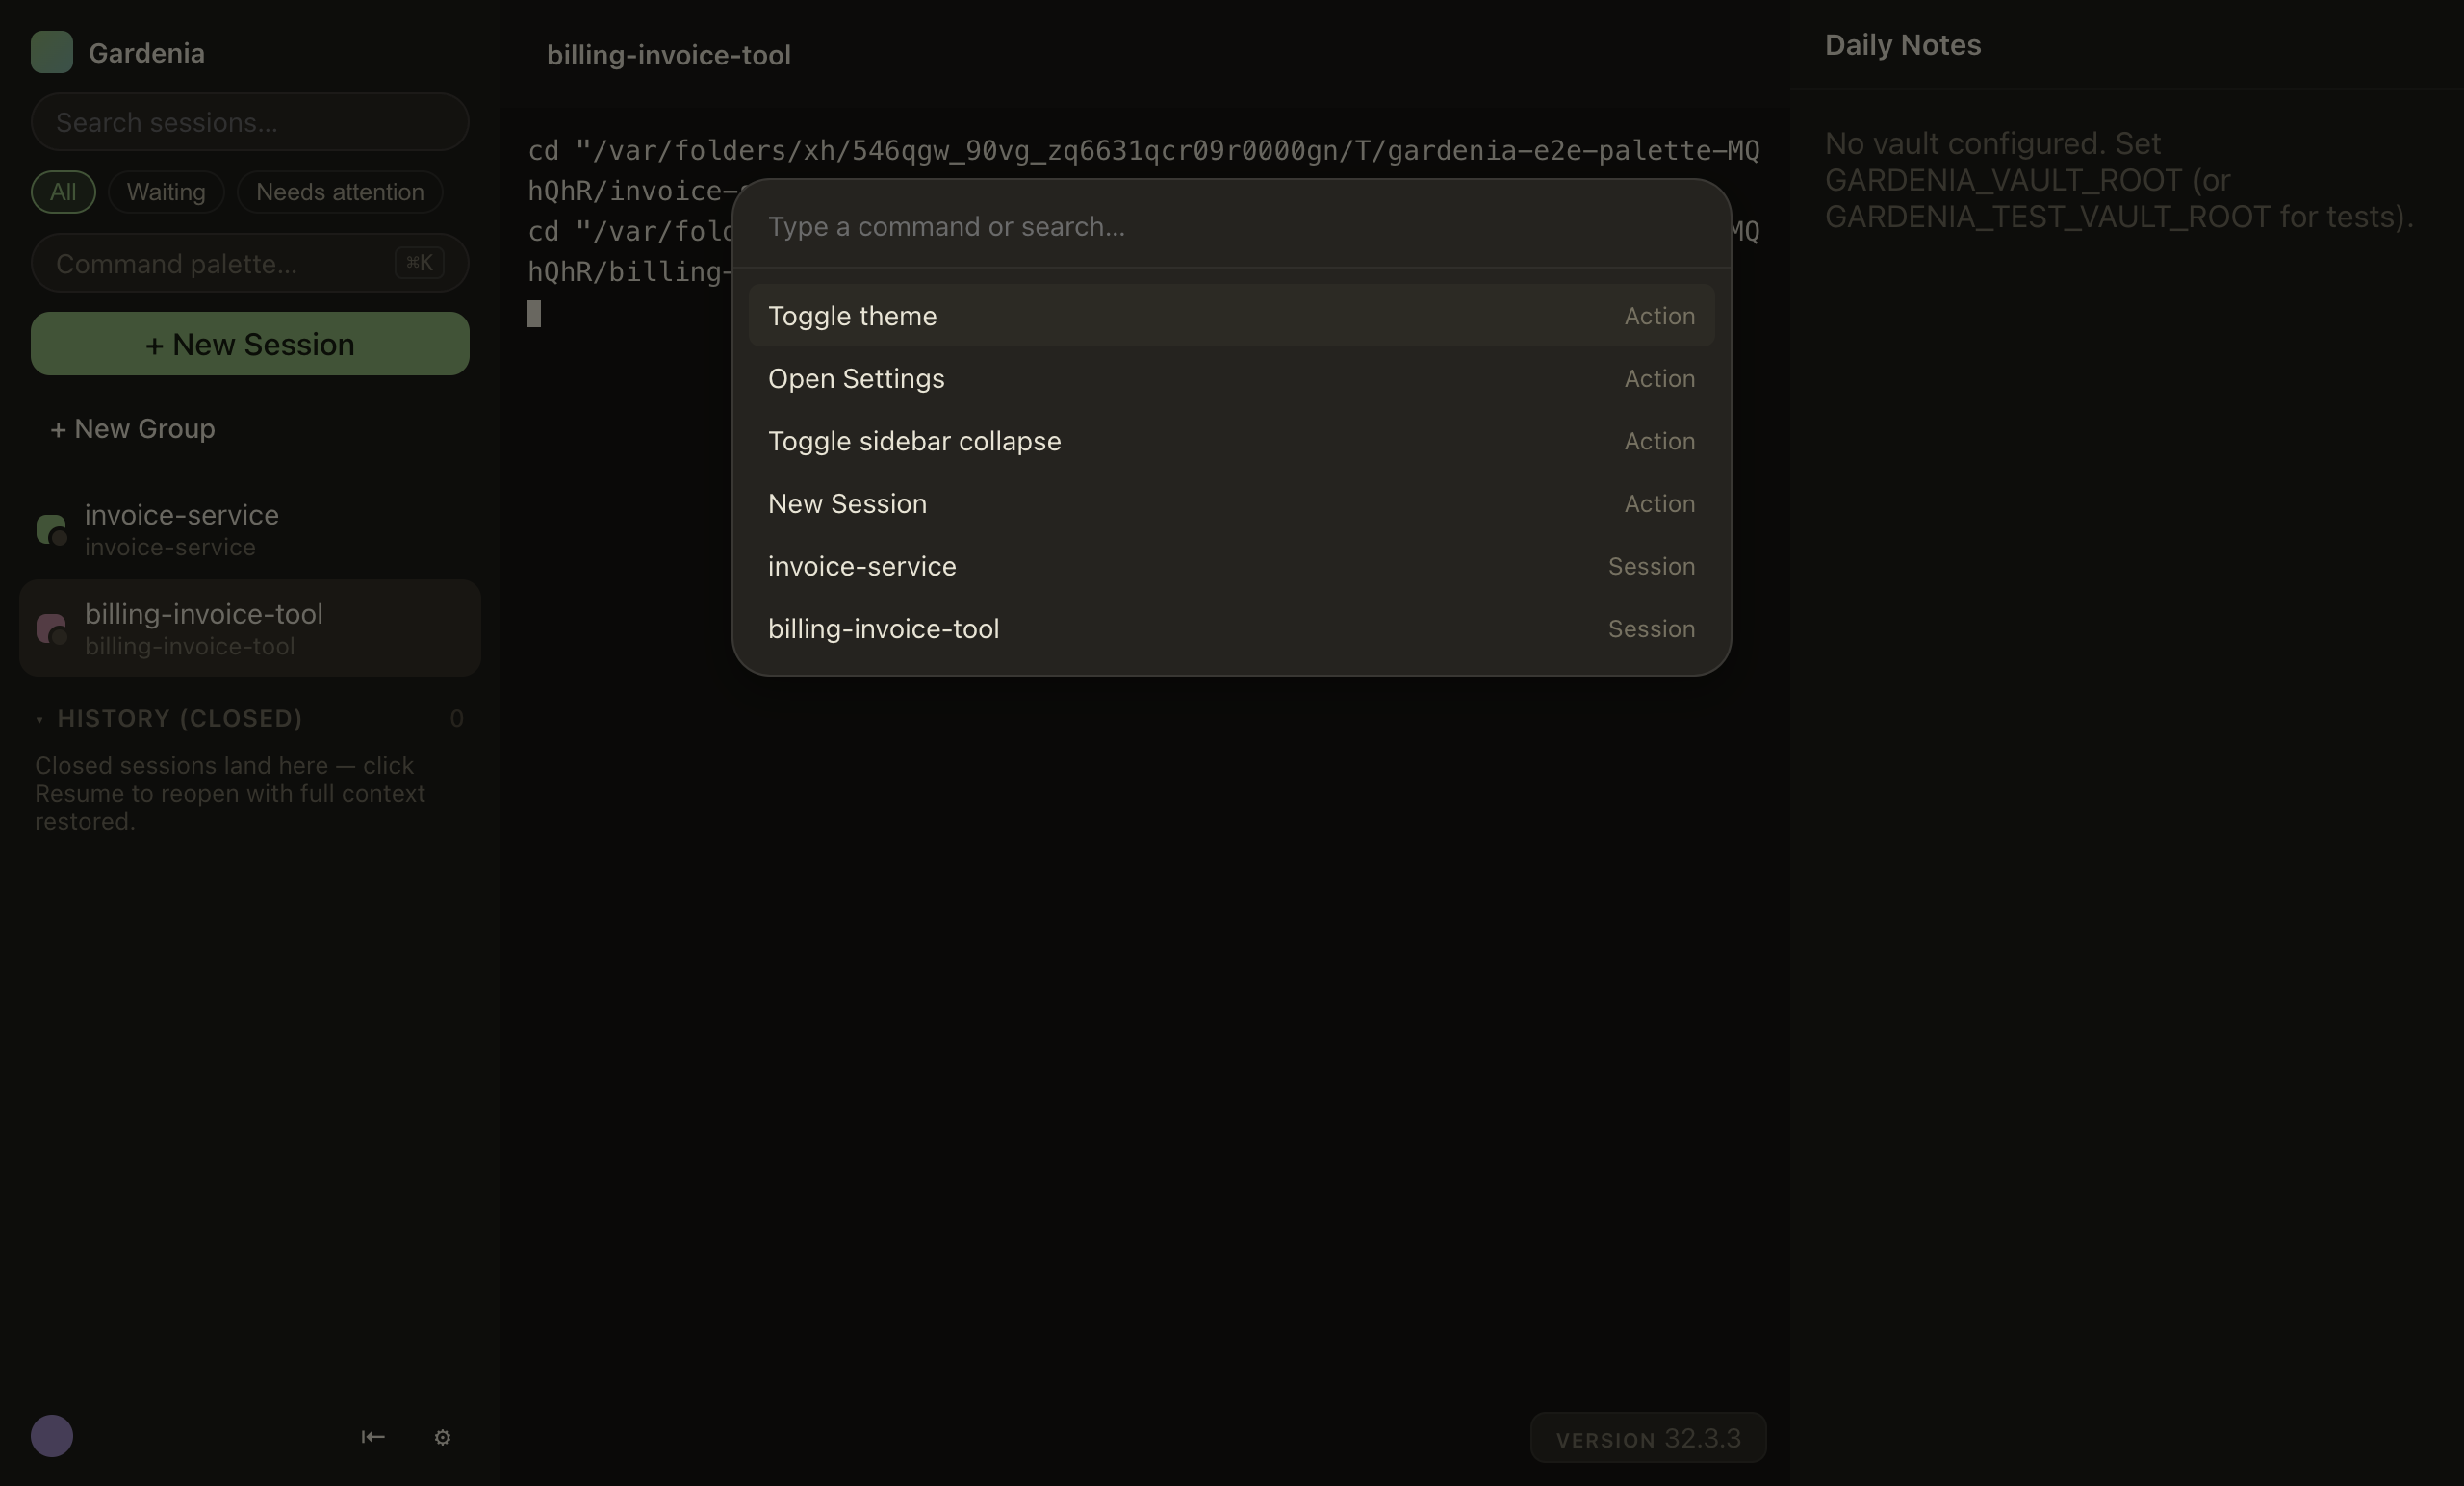 Gardenia
Search sessions...
All
Waiting
Needs attention
Command palette...
⌘K
+ New Session
+ New Group
invoice-service
invoice-service
billing-invoice-tool
billing-invoice-tool
▾ HISTORY (CLOSED) 0
Closed sessions land here — click
Resume to reopen with full context
restored.
billing-invoice-tool
cd "/var/folders/xh/546qgw_90vg_zq6631qcr09r0000gn/T/gardenia-e2e-palette-MQ
hQhR/invoice-
cd "/var/fold MQ
hQhR/billing-
Type a command or search...
Toggle theme Action
Open Settings Action
Toggle sidebar collapse Action
New Session Action
invoice-service Session
billing-invoice-tool Session
VERSION 32.3.3
Daily Notes
No vault configured. Set
GARDENIA_VAULT_ROOT (or
GARDENIA_TEST_VAULT_ROOT for tests).